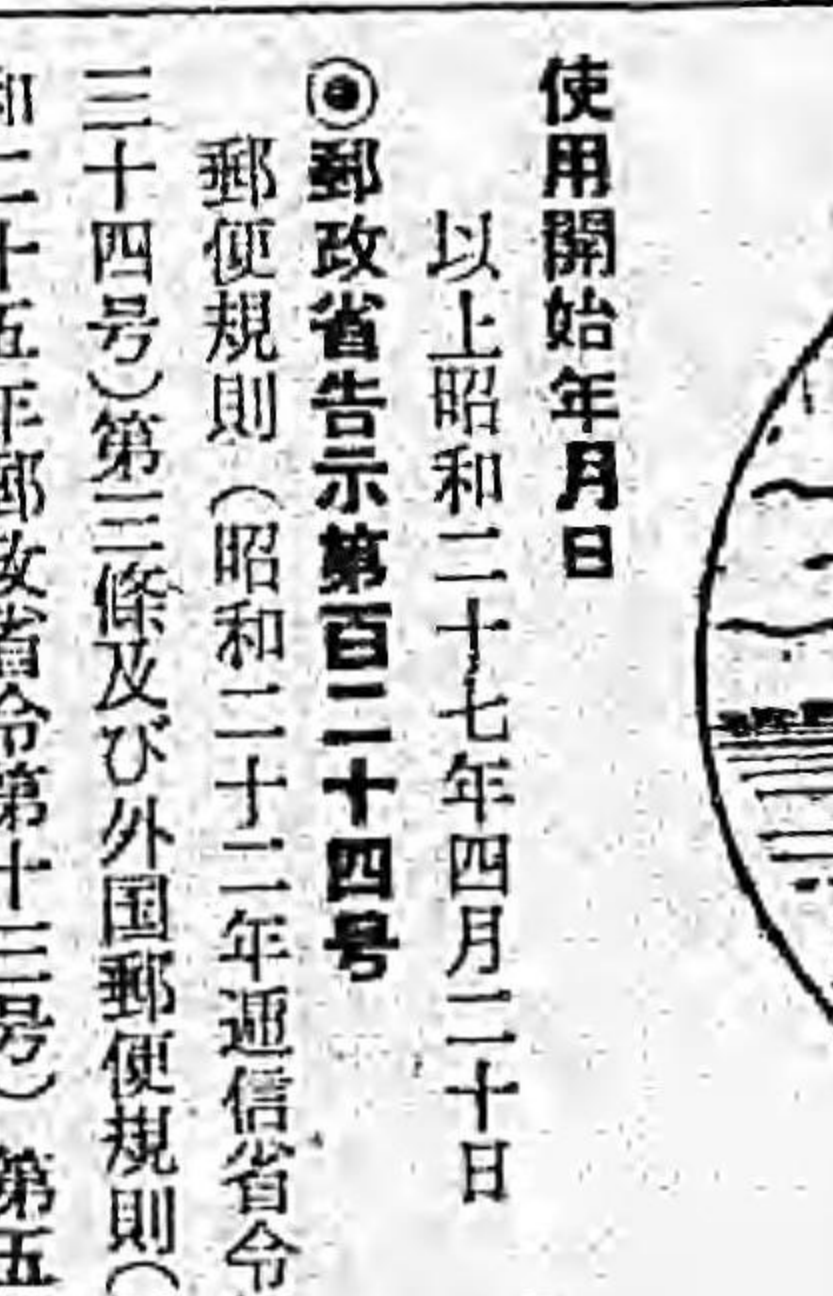 使用開始年月日
以上昭和二十七年四月二十日
◉郵政省告示第百二十四号
郵便規則（昭和二十二年逓信省令
三十四号）第三條及び外国郵便規則（
和二十五年郵政省令第十三号）第五